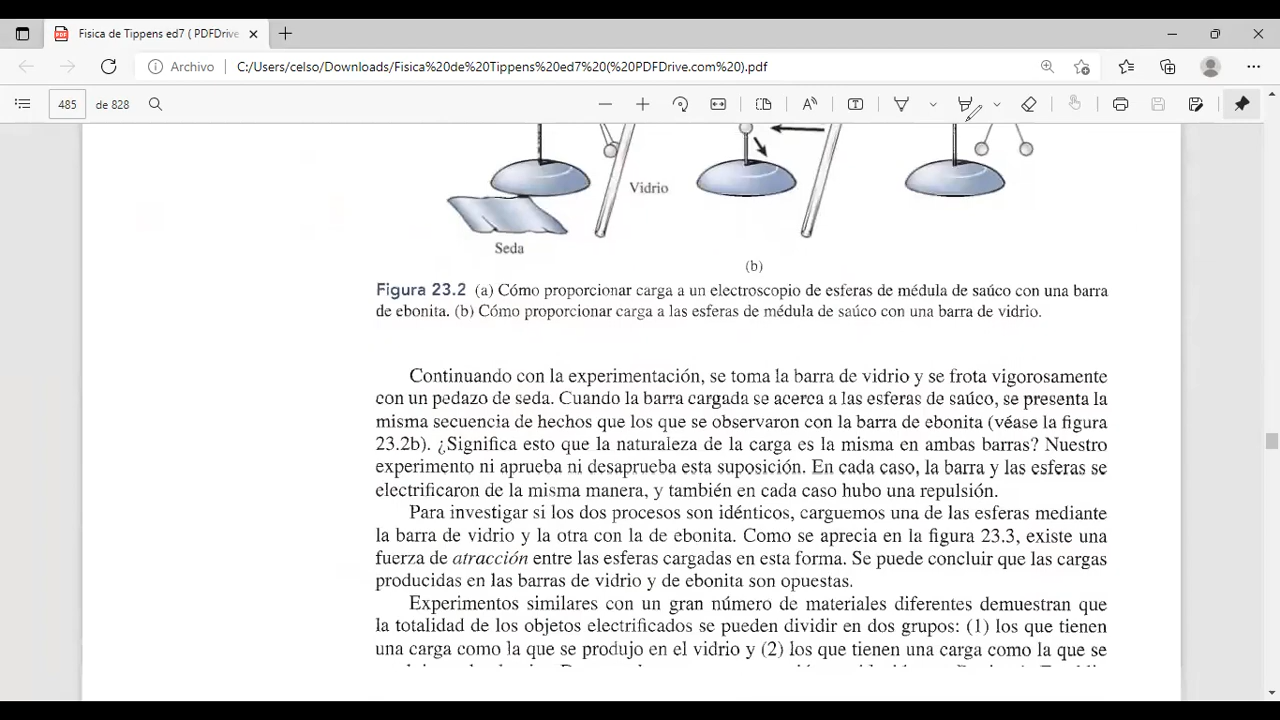 Fisica de Tippens ed7 ( PDFDrive
Archivo
C:/Users/celso/Downloads/Fisica%20de%20Tippens%20ed7%20(%20PDFDrive.com%20).pdf
485 de 828
Vidrio
Seda
(b)
Figura 23.2 (a) Cómo proporcionar carga a un electroscopio de esferas de médula de saúco con una barra
de ebonita. (b) Cómo proporcionar carga a las esferas de médula de saúco con una barra de vidrio.
Continuando con la experimentación, se toma la barra de vidrio y se frota vigorosamente
con un pedazo de seda. Cuando la barra cargada se acerca a las esferas de saúco, se presenta la
misma secuencia de hechos que los que se observaron con la barra de ebonita (véase la figura
23.2b). ¿Significa esto que la naturaleza de la carga es la misma en ambas barras? Nuestro
experimento ni aprueba ni desaprueba esta suposición. En cada caso, la barra y las esferas se
electrificaron de la misma manera, y también en cada caso hubo una repulsión.
Para investigar si los dos procesos son idénticos, carguemos una de las esferas mediante
la barra de vidrio y la otra con la de ebonita. Como se aprecia en la figura 23.3, existe una
fuerza de atracción entre las esferas cargadas en esta forma. Se puede concluir que las cargas
producidas en las barras de vidrio y de ebonita son opuestas.
Experimentos similares con un gran número de materiales diferentes demuestran que
la totalidad de los objetos electrificados se pueden dividir en dos grupos: (1) los que tienen
una carga como la que se produjo en el vidrio y (2) los que tienen una carga como la que se